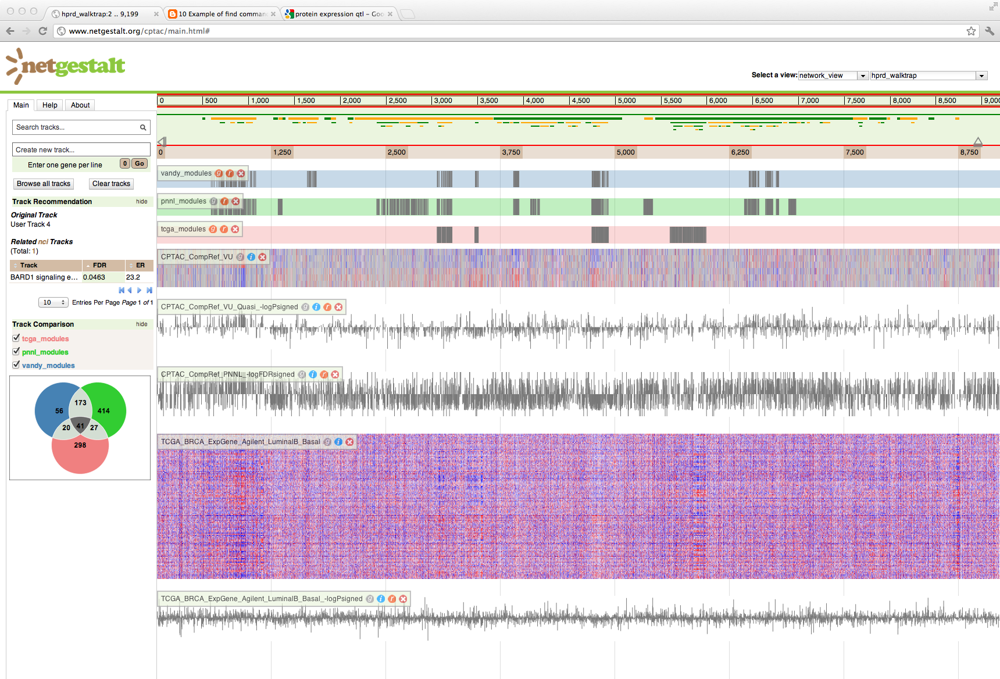 hprd_walktrap:2 .. 9,199
10 Example of find comman
protein expression qtl - Goo
www.netgestalt.org/cptac/main.html#
netgestalt
Select a view: network_view hprd_walktrap
Main Help About
0 500 1,000 1,500 2,000 2,500 3,000 3,500 4,000 4,500 5,000 5,500 6,000 6,500 7,000 7,500 8,000 8,500 9,000
Search tracks...
Create new track...
Enter one gene per line 0 Go
Browse all tracks Clear tracks
Track Recommendation hide
Original Track
User Track 4
Related nci Tracks
(Total: 1)
Track FDR ER
BARD1 signaling e... 0.0463 23.2
10 Entries Per Page Page 1 of 1
Track Comparison hide
tcga_modules
pnnl_modules
vandy_modules
173
56 414
20 41 27
298
0 1,250 2,500 3,750 5,000 6,250 7,500 8,750
vandy_modules g r
pnnl_modules g r
tcga_modules g r
CPTAC_CompRef_VU g i
CPTAC_CompRef_VU_Quasi_-logPsigned g i r
CPTAC_CompRef_PNNL_-logFDRsigned g i r
TCGA_BRCA_ExpGene_Agilent_LuminalB_Basal g i
TCGA_BRCA_ExpGene_Agilent_LuminalB_Basal_-logPsigned g i r